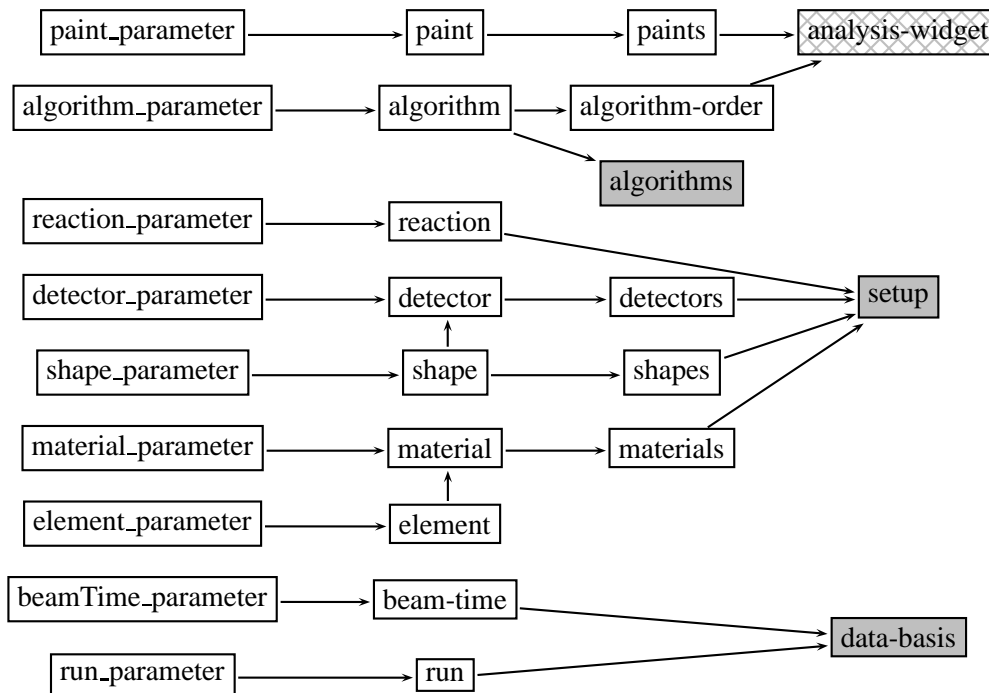 paint_parameter paint paints analysis-widget
algorithm_parameter algorithm algorithm-order
algorithms
reaction_parameter reaction
detector_parameter detector detectors setup
shape_parameter shape shapes
material_parameter material materials
element_parameter element
beamTime_parameter beam-time
data-basis
run_parameter run